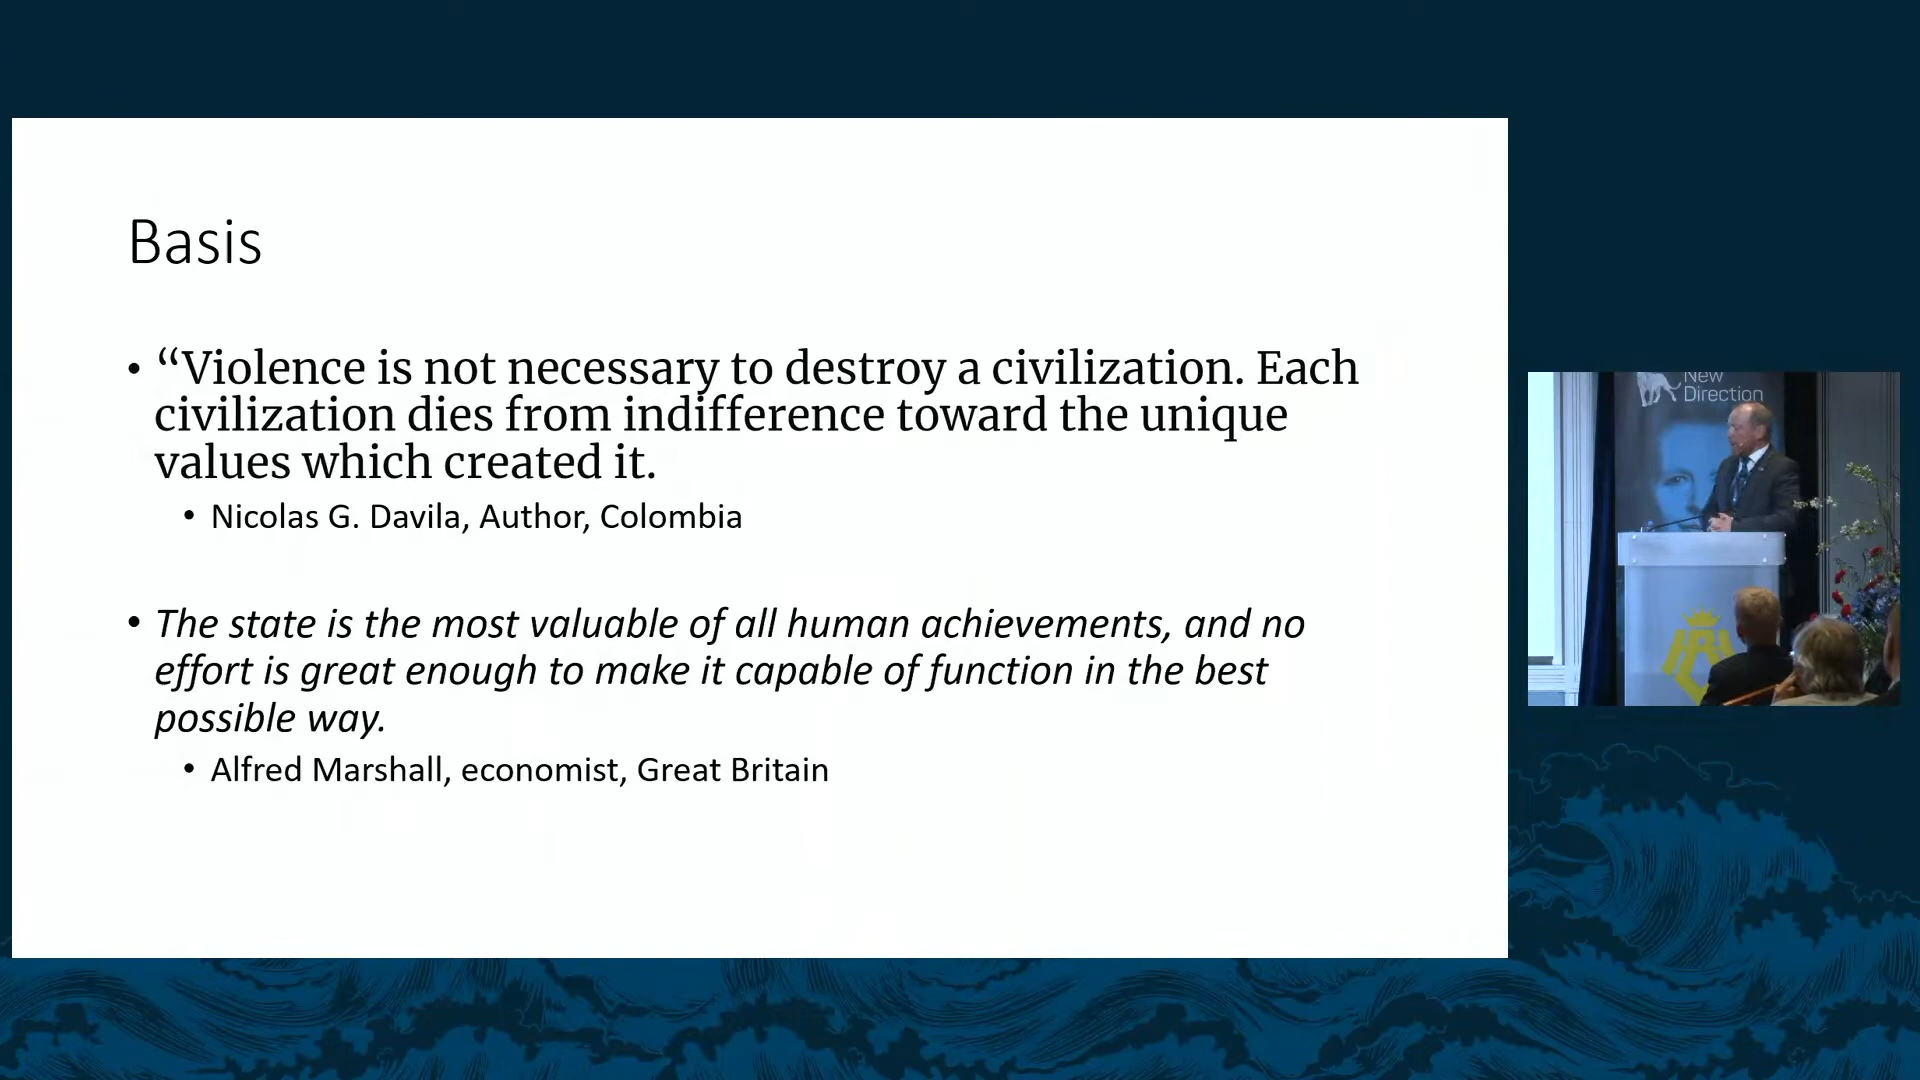 Basis
• “Violence is not necessary to destroy a civilization. Each
civilization dies from indifference toward the unique
values which created it.
• Nicolas G. Davila, Author, Colombia
• The state is the most valuable of all human achievements, and no
effort is great enough to make it capable of function in the best
possible way.
• Alfred Marshall, economist, Great Britain
New
Direction